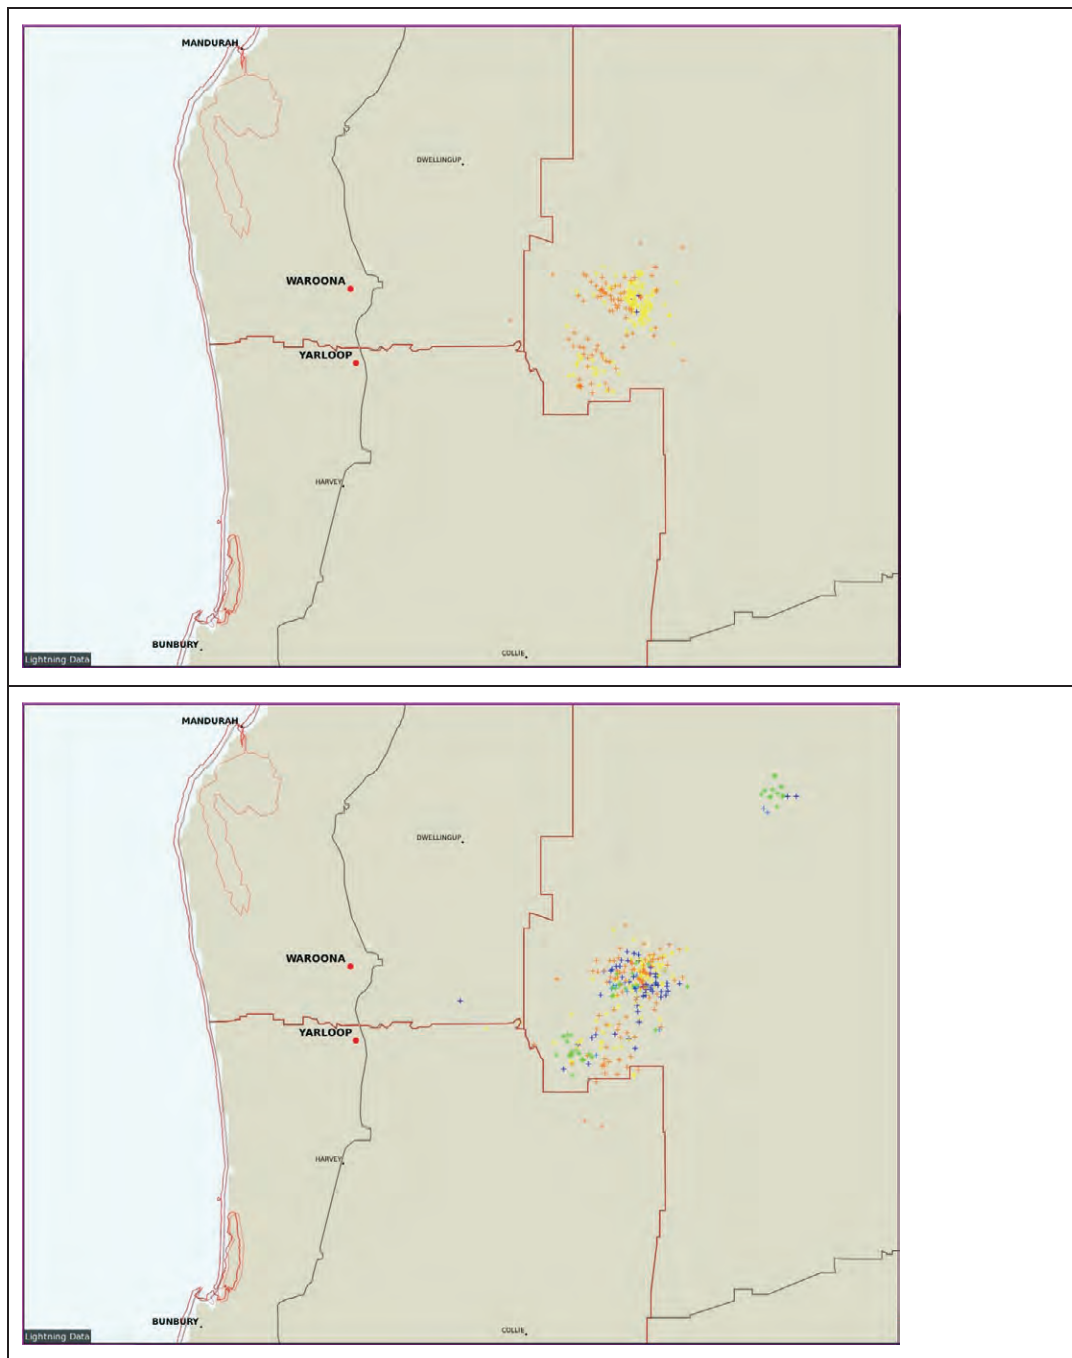 MANDURAH
DWELLINGUP
WAROONA
YARLOOP
HARVEY
BUNBURY
COLLIE
Lightning Data
MANDURAH
DWELLINGUP
WAROONA
YARLOOP
HARVEY
BUNBURY
COLLIE
Lightning Data